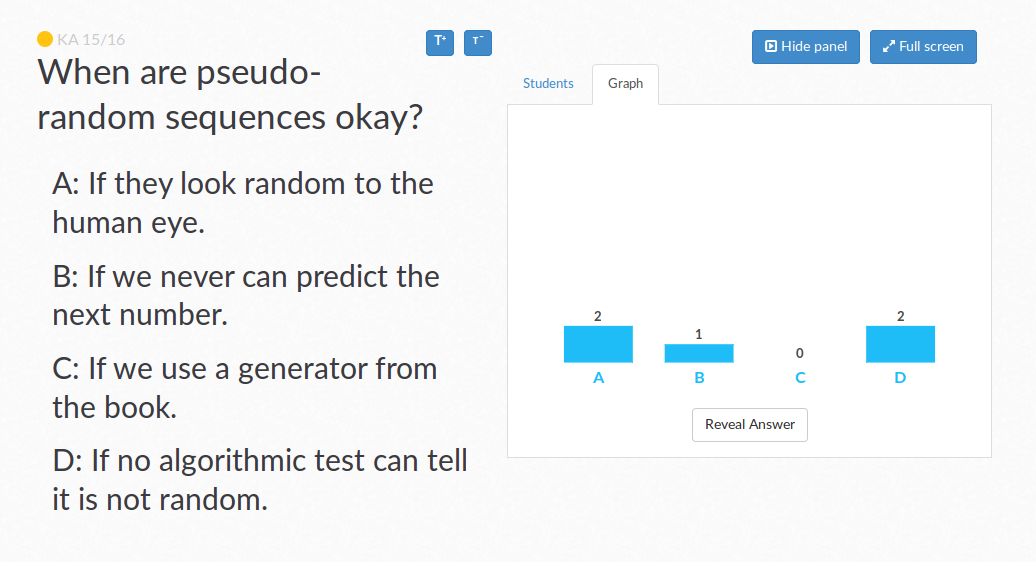 KA 15/16
When are pseudo-
random sequences okay?
A: If they look random to the
human eye.
B: If we never can predict the
next number.
C: If we use a generator from
the book.
D: If no algorithmic test can tell
it is not random.
T+ T-
Hide panel Full screen
Students Graph
2 1 0 2
A B C D
Reveal Answer